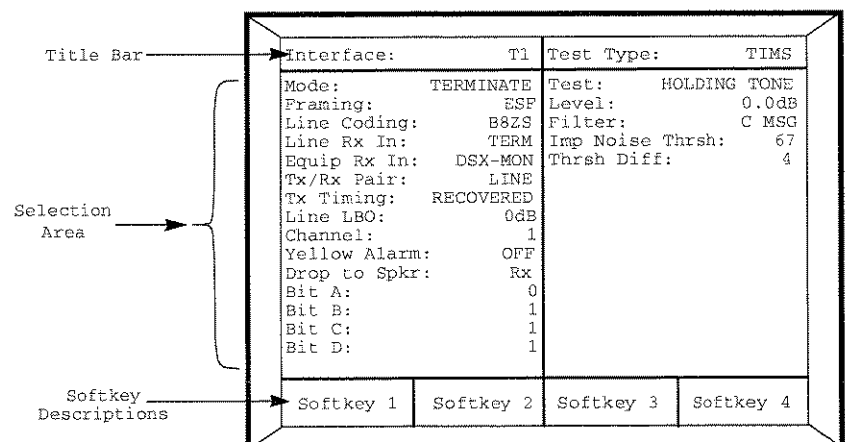 Title Bar
Interface: T1 Test Type: TIMS
Mode: TERMINATE Test: HOLDING TONE
Framing: ESF Level: 0.0dB
Line Coding: B8ZS Filter: C MSG
Line Rx In: TERM Imp Noise Thrsh: 67
Equip Rx In: DSX-MON Thrsh Diff: 4
Tx/Rx Pair: LINE
Tx Timing: RECOVERED
Line LBO: 0dB
Channel: 1
Yellow Alarm: OFF
Drop to Spkr: Rx
Bit A: 0
Bit B: 1
Bit C: 1
Bit D: 1
Selection
Area
Softkey
Descriptions
Softkey 1 Softkey 2 Softkey 3 Softkey 4